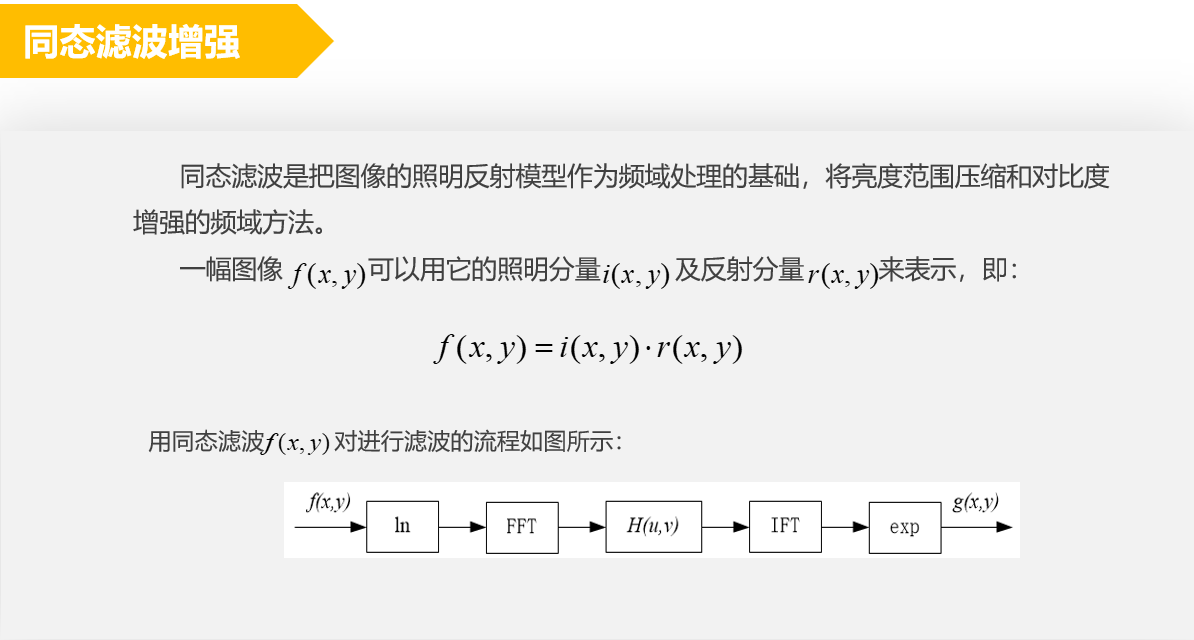 同态滤波增强
同态滤波是把图像的照明反射模型作为频域处理的基础，将亮度范围压缩和对比度
增强的频域方法。
一幅图像 f(x, y)可以用它的照明分量i(x, y) 及反射分量r(x, y)来表示，即：
f(x, y) = i(x, y) · r(x, y)
用同态滤波f(x, y) 对进行滤波的流程如图所示：
f(x,y) ln FFT H(u,v) IFT exp g(x,y)